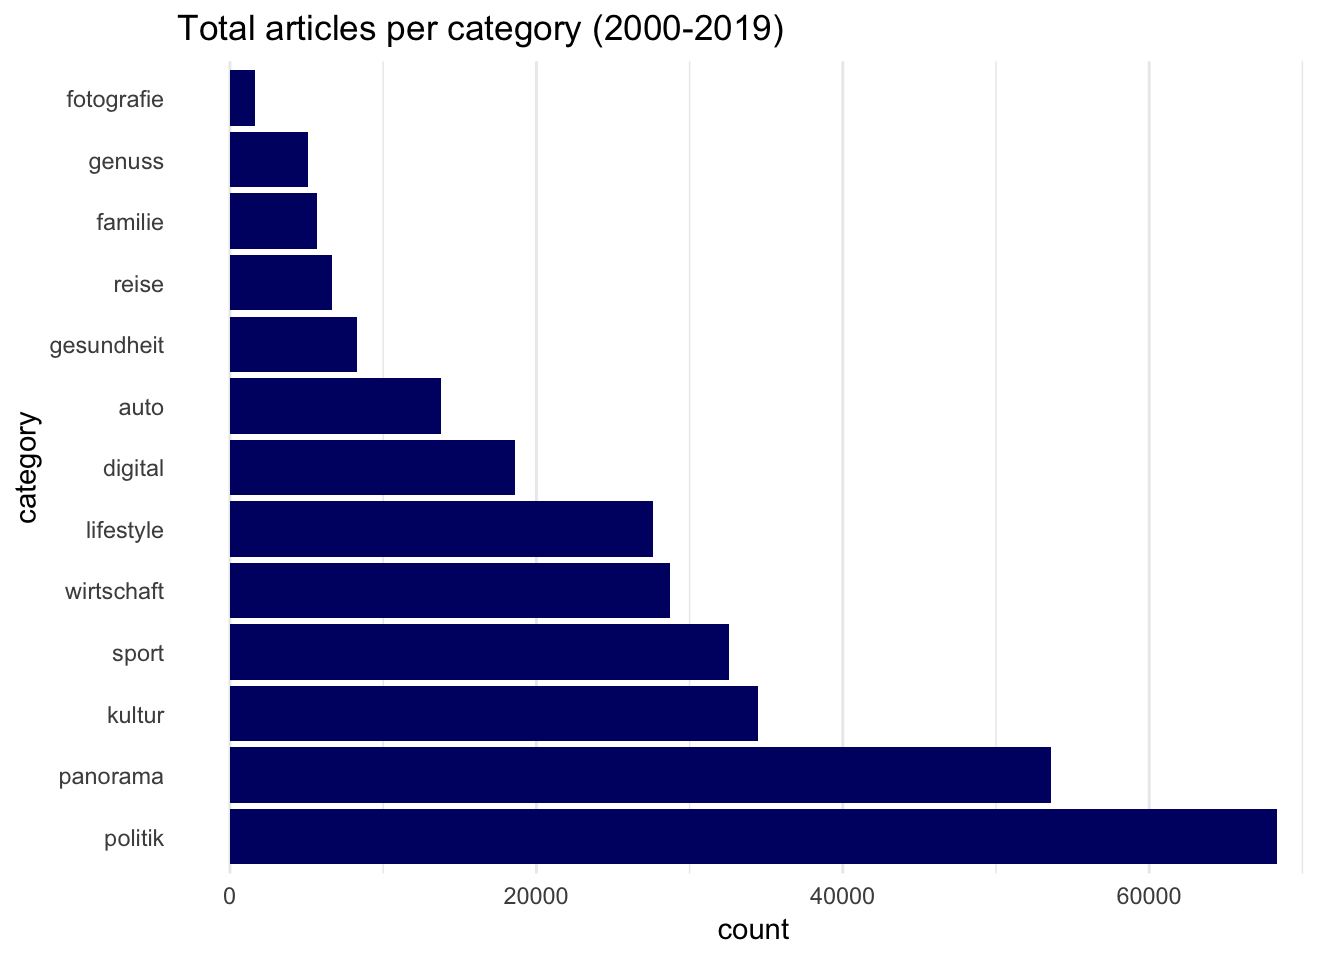 Total articles per category (2000-2019)
fotografie
genuss
familie
reise
gesundheit
auto
digital
lifestyle
wirtschaft
sport
kultur
panorama
politik
category
0 20000 40000 60000
count